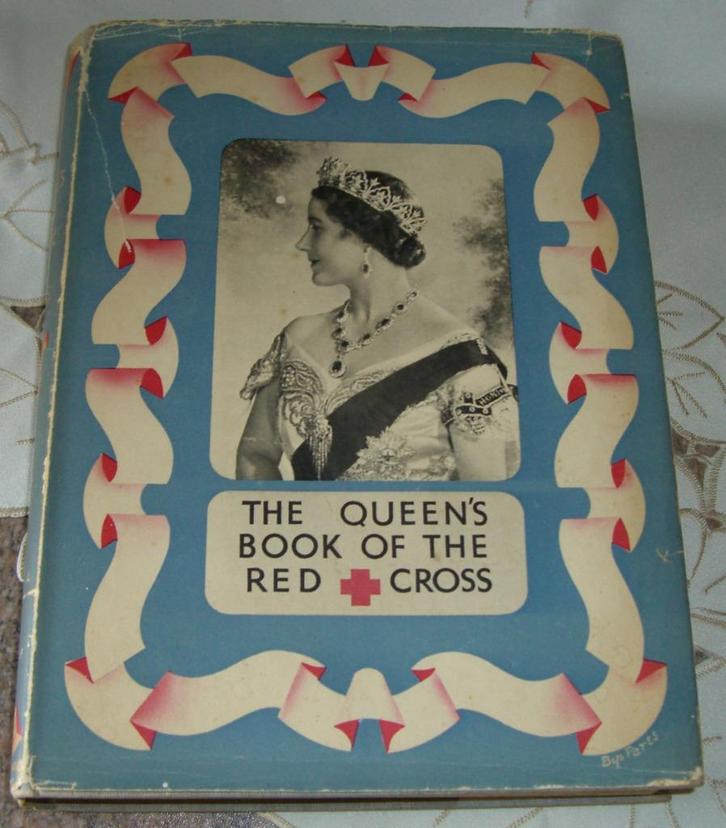 THE QUEEN'S
BOOK OF THE
RED CROSS